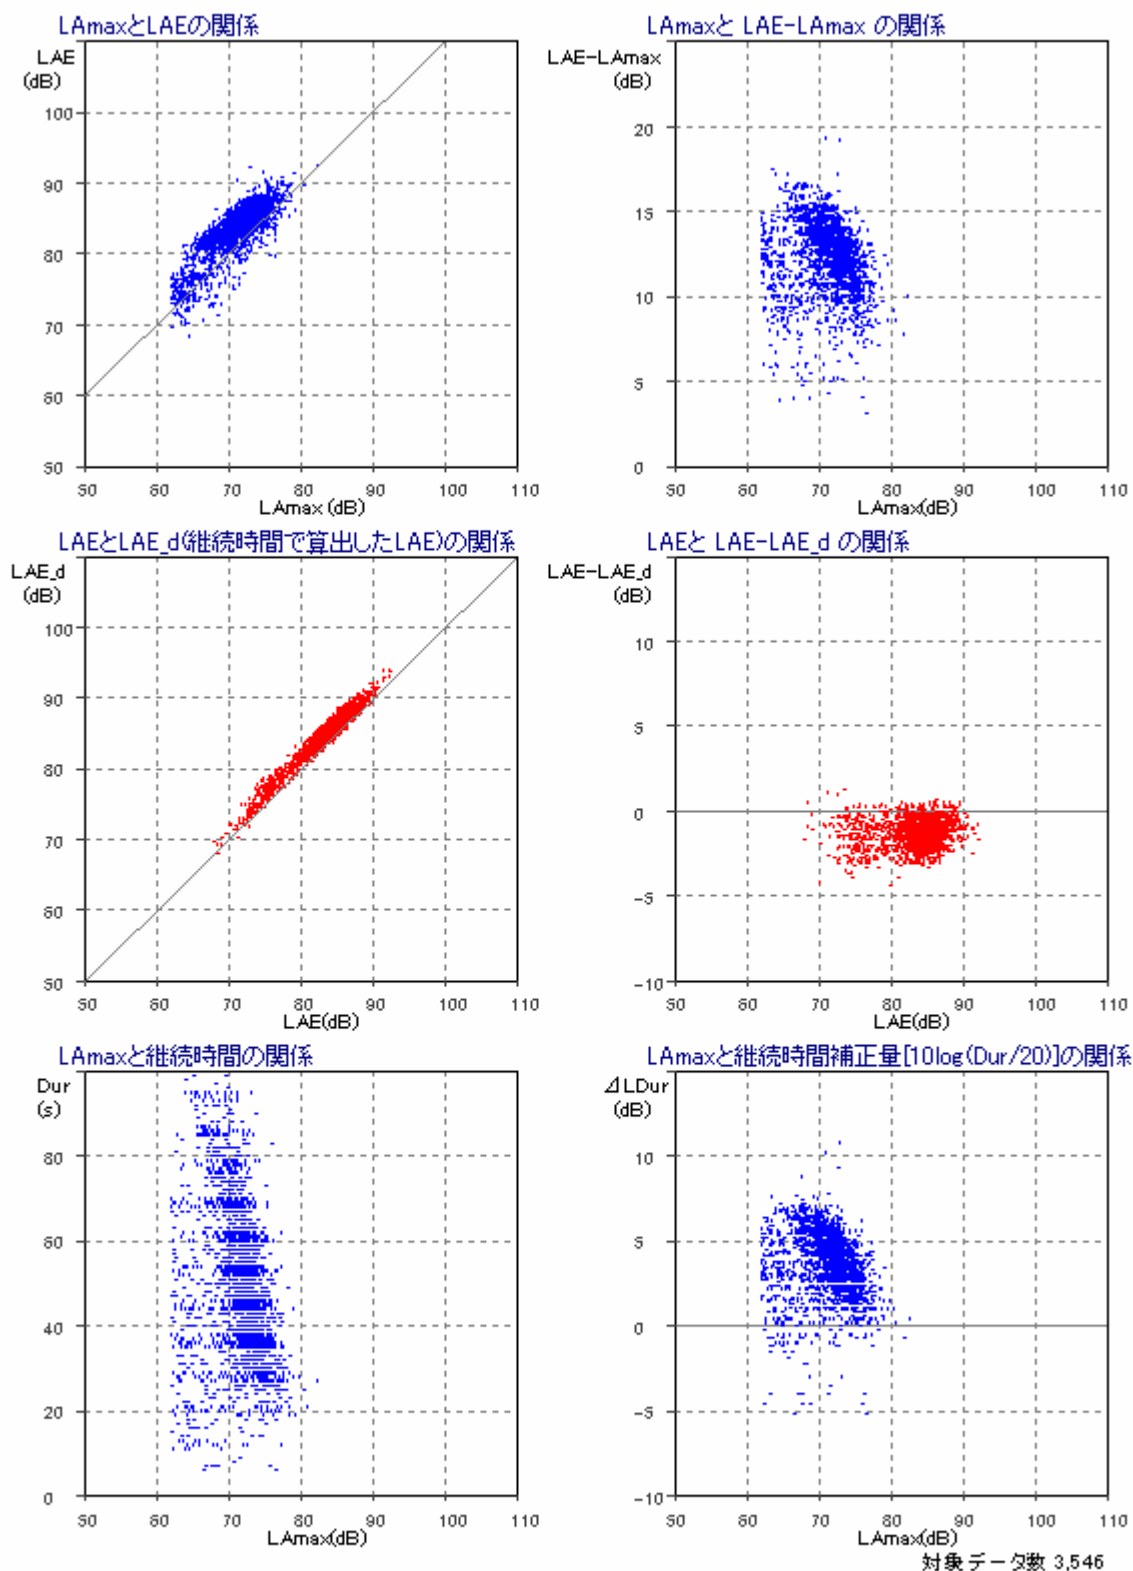 LAmaxとLAEの関係
LAE
(dB)
100
90
80
70
60
50
50 60 70 80 90 100 110
LAmax(dB)
LAmaxと LAE-LAmax の関係
LAE-LAmax
(dB)
20
15
10
5
0
50 60 70 80 90 100 110
LAmax(dB)
LAEとLAE_d(継続時間で算出したLAE)の関係
LAE_d
(dB)
100
90
80
70
60
50
50 60 70 80 90 100 110
LAE(dB)
LAEと LAE-LAE_d の関係
LAE-LAE_d
(dB)
10
5
0
-5
-10
50 60 70 80 90 100 110
LAE(dB)
LAmaxと継続時間の関係
Dur
(s)
80
60
40
20
0
50 60 70 80 90 100 110
LAmax(dB)
LAmaxと継続時間補正量[10log(Dur/20)]の関係
⊿LDur
(dB)
10
5
0
-5
-10
50 60 70 80 90 100 110
LAmax(dB)
対象データ数 3,546